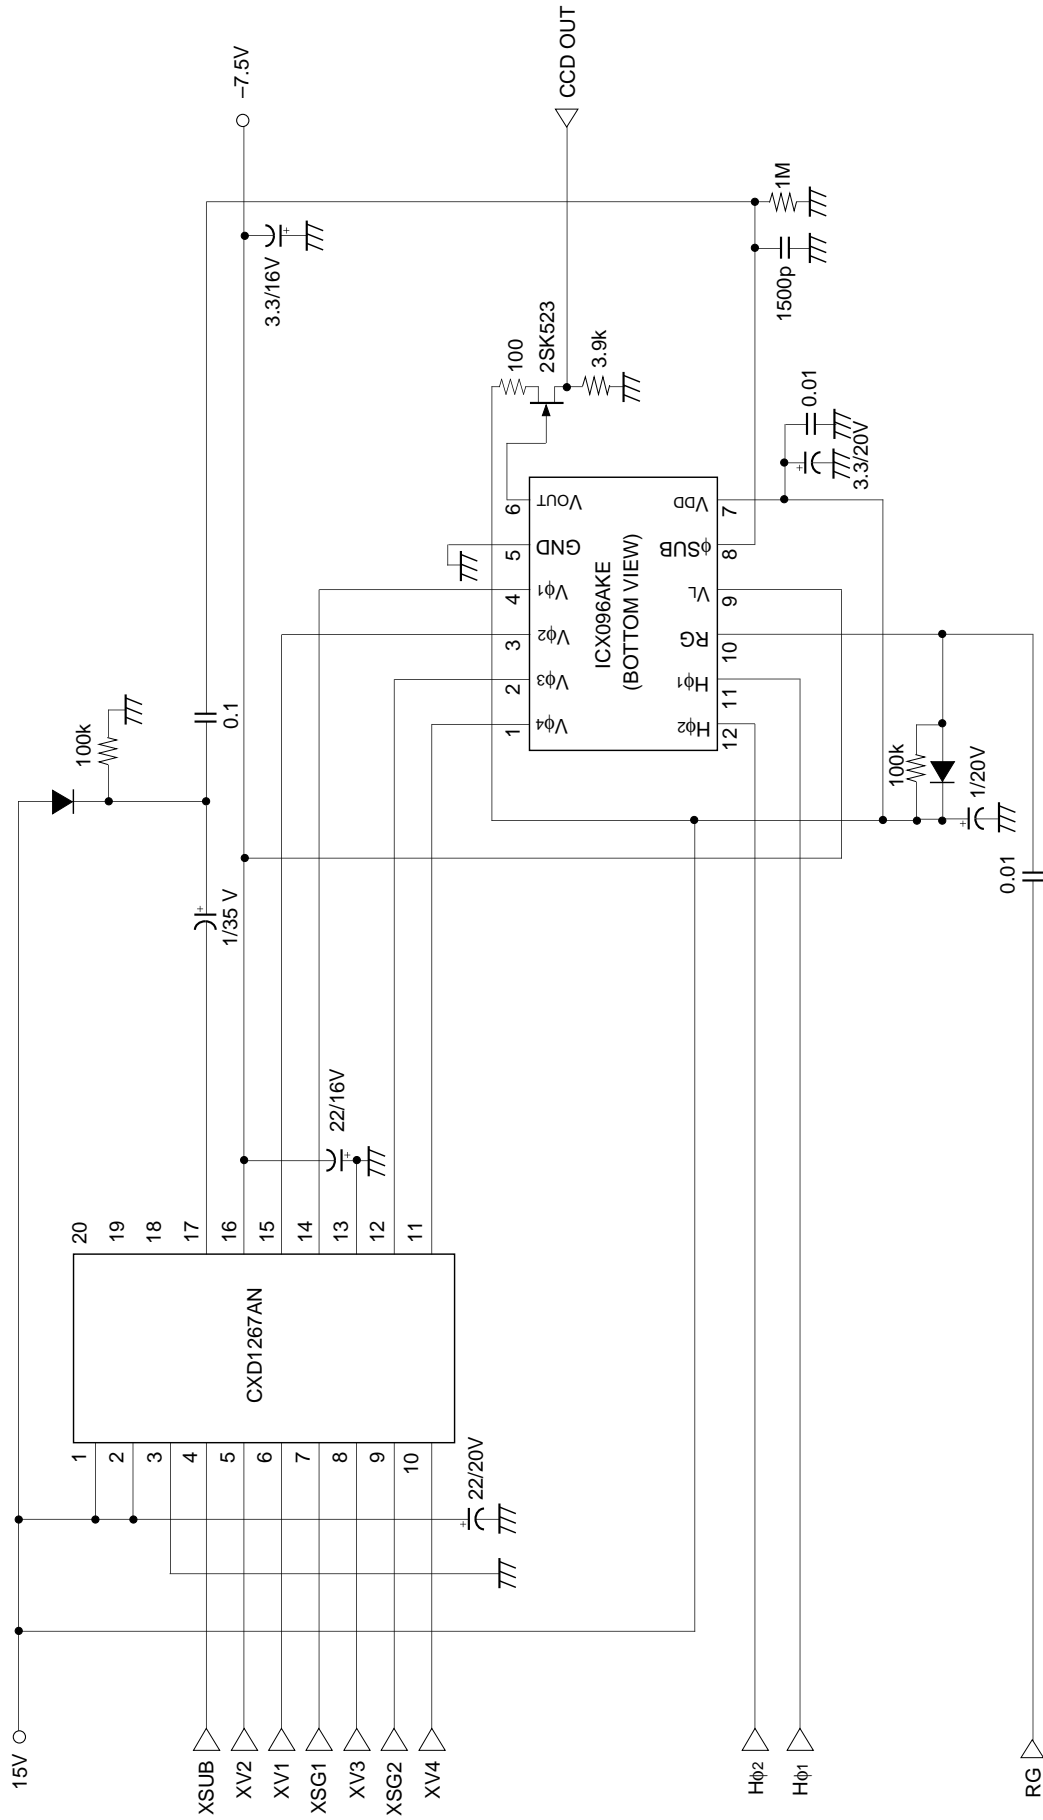 15V
−7.5V
CCD OUT
XSUB
XV2
XV1
XSG1
XV3
XSG2
XV4
Hϕ2
Hϕ1
RG
1
2
3
4
5
6
7
8
9
10
CXD1267AN
20
19
18
17
16
15
14
13
12
11
22/20V
22/16V
1/35 V
+
100k
0.1
3.3/16V
+
1
2
3
4
5
6
Vϕ4
Vϕ3
Vϕ2
Vϕ1
GND
VOUT
ICX096AKE
(BOTTOM VIEW)
Hϕ2
Hϕ1
RG
VL
ϕSUB
VDD
12
11
10
9
8
7
100
2SK523
3.9k
1M
1500p
0.01
3.3/20V
+
100k
1/20V
+
0.01
+
+